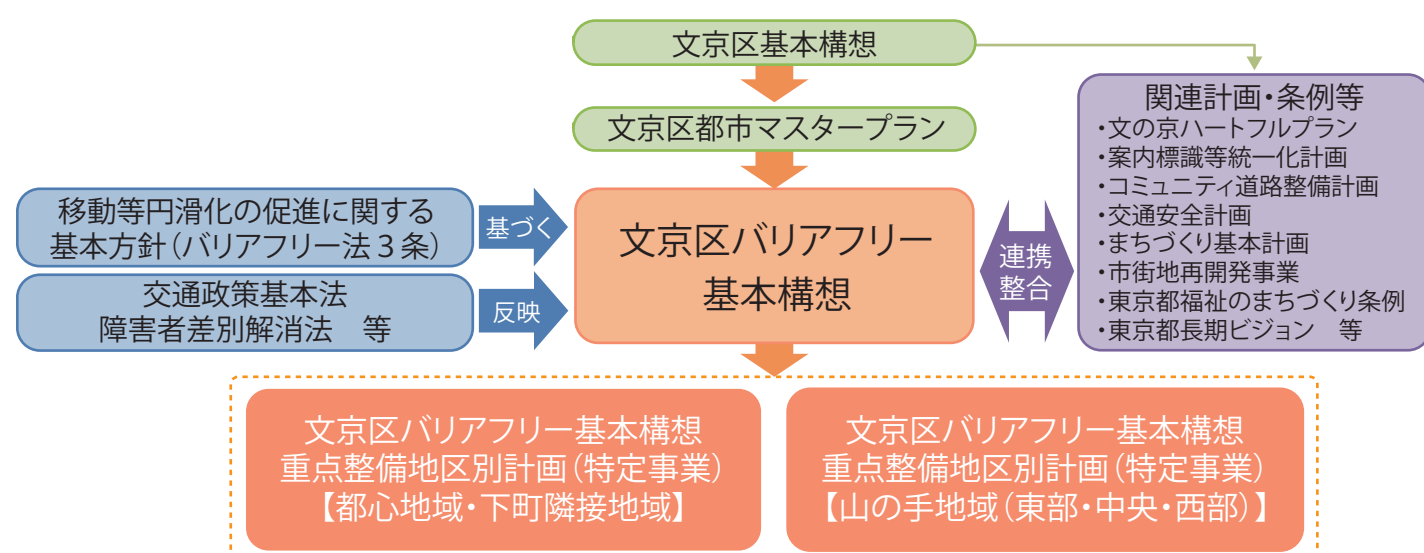 文京区基本構想
文京区都市マスタープラン
関連計画・条例等
・文の京ハートフルプラン
・案内標識等統一化計画
・コミュニティ道路整備計画
・交通安全計画
・まちづくり基本計画
・市街地再開発事業
・東京都福祉のまちづくり条例
・東京都長期ビジョン　等
移動等円滑化の促進に関する
基本方針（バリアフリー法３条）
基づく
交通政策基本法
障害者差別解消法　等
反映
文京区バリアフリー
基本構想
連携
整合
文京区バリアフリー基本構想
重点整備地区別計画（特定事業）
【都心地域・下町隣接地域】
文京区バリアフリー基本構想
重点整備地区別計画（特定事業）
【山の手地域（東部・中央・西部）】